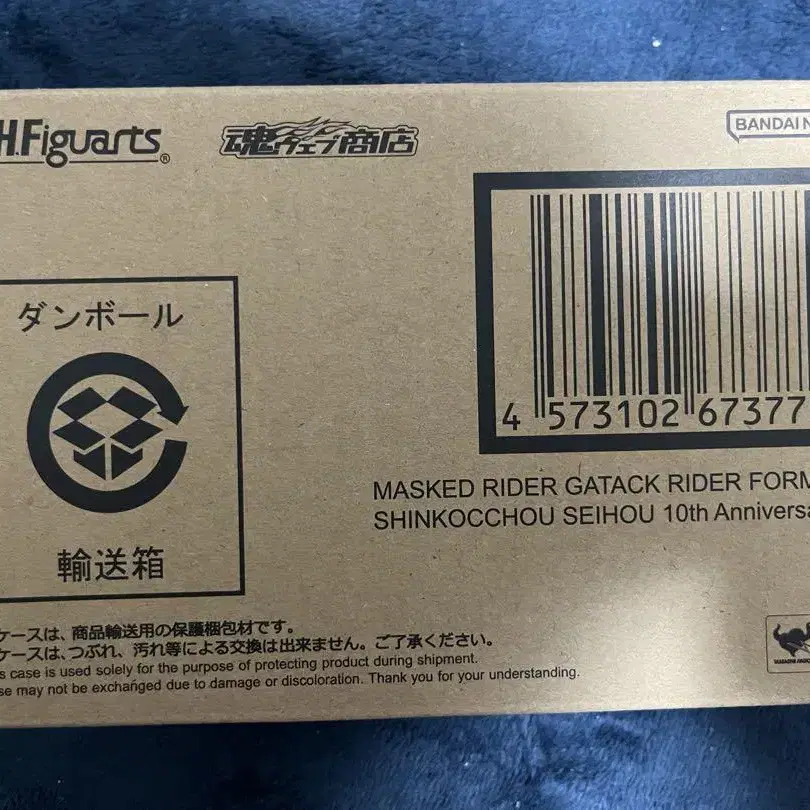 H.Figuarts®
魂ウェブ商店
BANDAI N
4 573102 67377
MASKED RIDER GATACK RIDER FORM
SHINKOCCHOU SEIHOU 10th Anniversa
ダンボール
輸送箱
ケースは、商品輸送用の保護梱包材です。
ケースは、つぶれ、汚れ等による交換は出来ません。ご了承ください。
s case is used solely for the purpose of protecting product during shipment.
se may not be exchanged due to damage or discoloration. Thank you for your understanding.